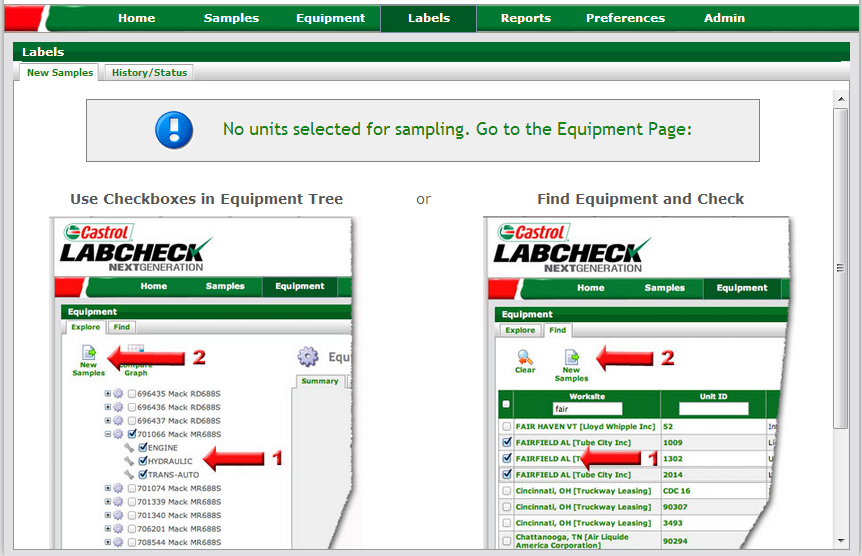 Home Samples Equipment Labels Reports Preferences Admin
Labels
New Samples History/Status
No units selected for sampling. Go to the Equipment Page:
Use Checkboxes in Equipment Tree or Find Equipment and Check
Castrol
LABCHECK
NEXTGENERATION
Home Samples Equipment
Equipment
Explore Find
2
New
Samples
Graph
Equ
Summary
696435 Mack RD688S
696436 Mack RD688S
696437 Mack RD688S
701066 Mack MR688S
ENGINE
HYDRAULIC 1
TRANS-AUTO
701074 Mack MR688S
701339 Mack MR688S
701340 Mack MR688S
706201 Mack MR688S
708544 Mack MR688S
Castrol
LABCHECK
NEXTGENERATION
Home Samples Equipment
Equipment
Explore Find
2
Clear New
Samples
Worksite Unit ID
fair
FAIR HAVEN VT [Lloyd Whipple Inc] 52
FAIRFIELD AL [Tube City Inc] 1009
FAIRFIELD AL [T City Inc] 1 1302
FAIRFIELD AL [Tube City Inc] 2014
Cincinnati, OH [Truckway Leasing] CDC 16
Cincinnati, OH [Truckway Leasing] 90307
Cincinnati, OH [Truckway Leasing] 3493
Chattanooga, TN [Air Liquide
America Corporation] 90294